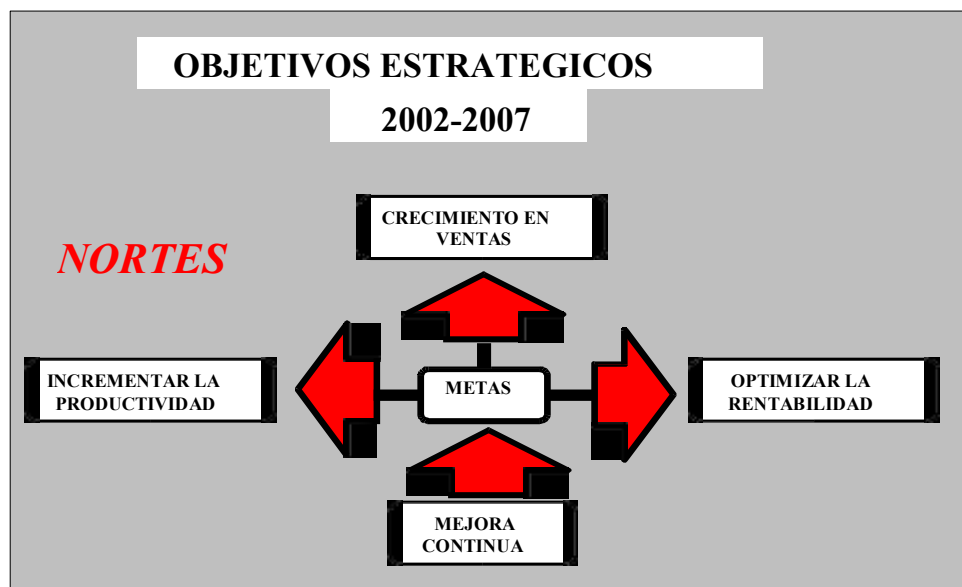 OBJETIVOS ESTRATEGICOS
2002-2007
CRECIMIENTO EN
VENTAS
NORTES
INCREMENTAR LA
PRODUCTIVIDAD
METAS
OPTIMIZAR LA
RENTABILIDAD
MEJORA
CONTINUA